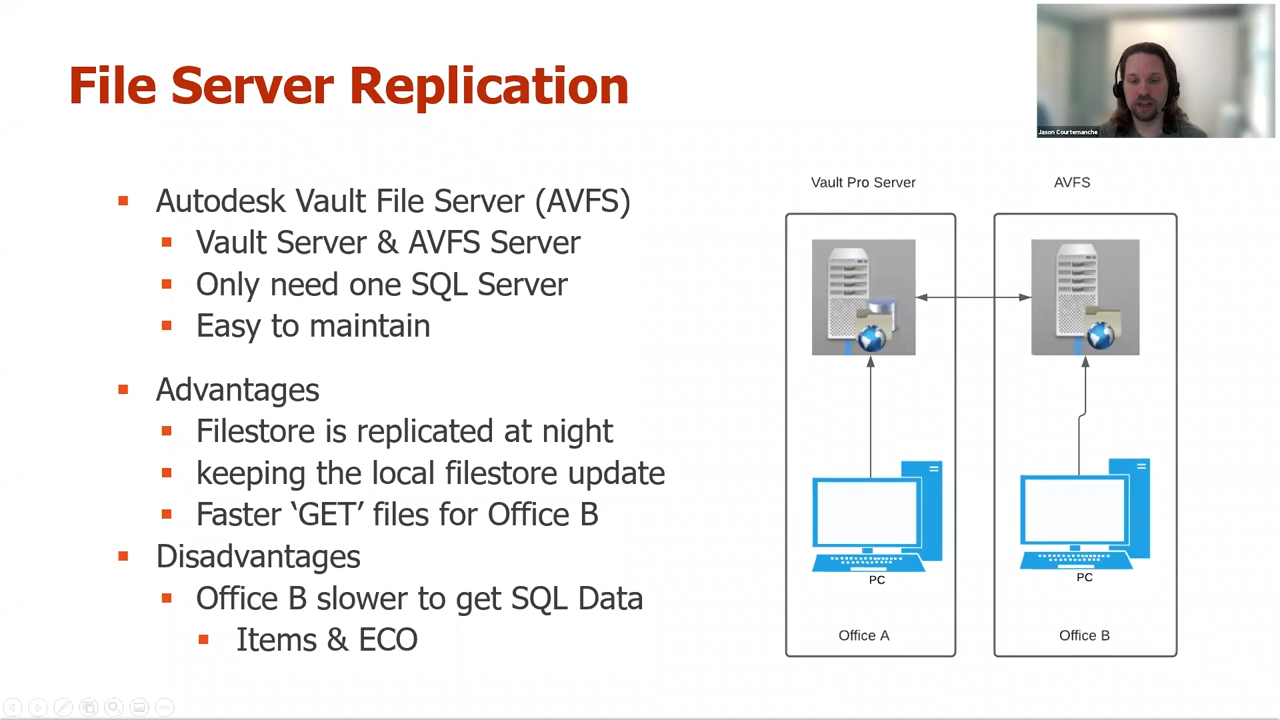 File Server Replication
Jason Courtemanche
Autodesk Vault File Server (AVFS)
Vault Server & AVFS Server
Only need one SQL Server
Easy to maintain
Advantages
Filestore is replicated at night
keeping the local filestore update
Faster ‘GET’ files for Office B
Disadvantages
Office B slower to get SQL Data
Items & ECO
Vault Pro Server
AVFS
PC
PC
Office A
Office B